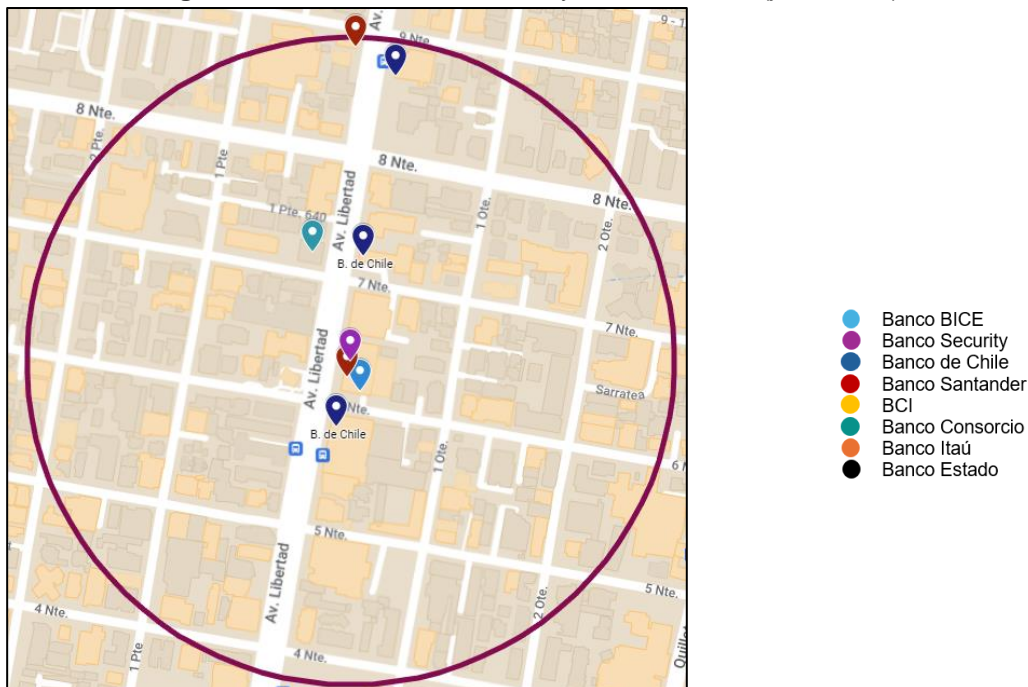 Av.
9 Nte.
9 - 1
8 Nte.
2 Pte.
1 Pte
8 Nte.
8 Nte.
1 Pte, 640
Av. Libertad
1 Ote.
2 Ote.
B. de Chile
7 Nte.
7 Nte.
Av. Libertad
Sarratea
Nte.
B. de Chile
1 Ote.
6 N
5 Nte.
Av. Libertad
5 Nte.
2 Ote.
4 Nte.
1 Pte
4 Nte.
Quillot
Banco BICE
Banco Security
Banco de Chile
Banco Santander
BCI
Banco Consorcio
Banco Itaú
Banco Estado